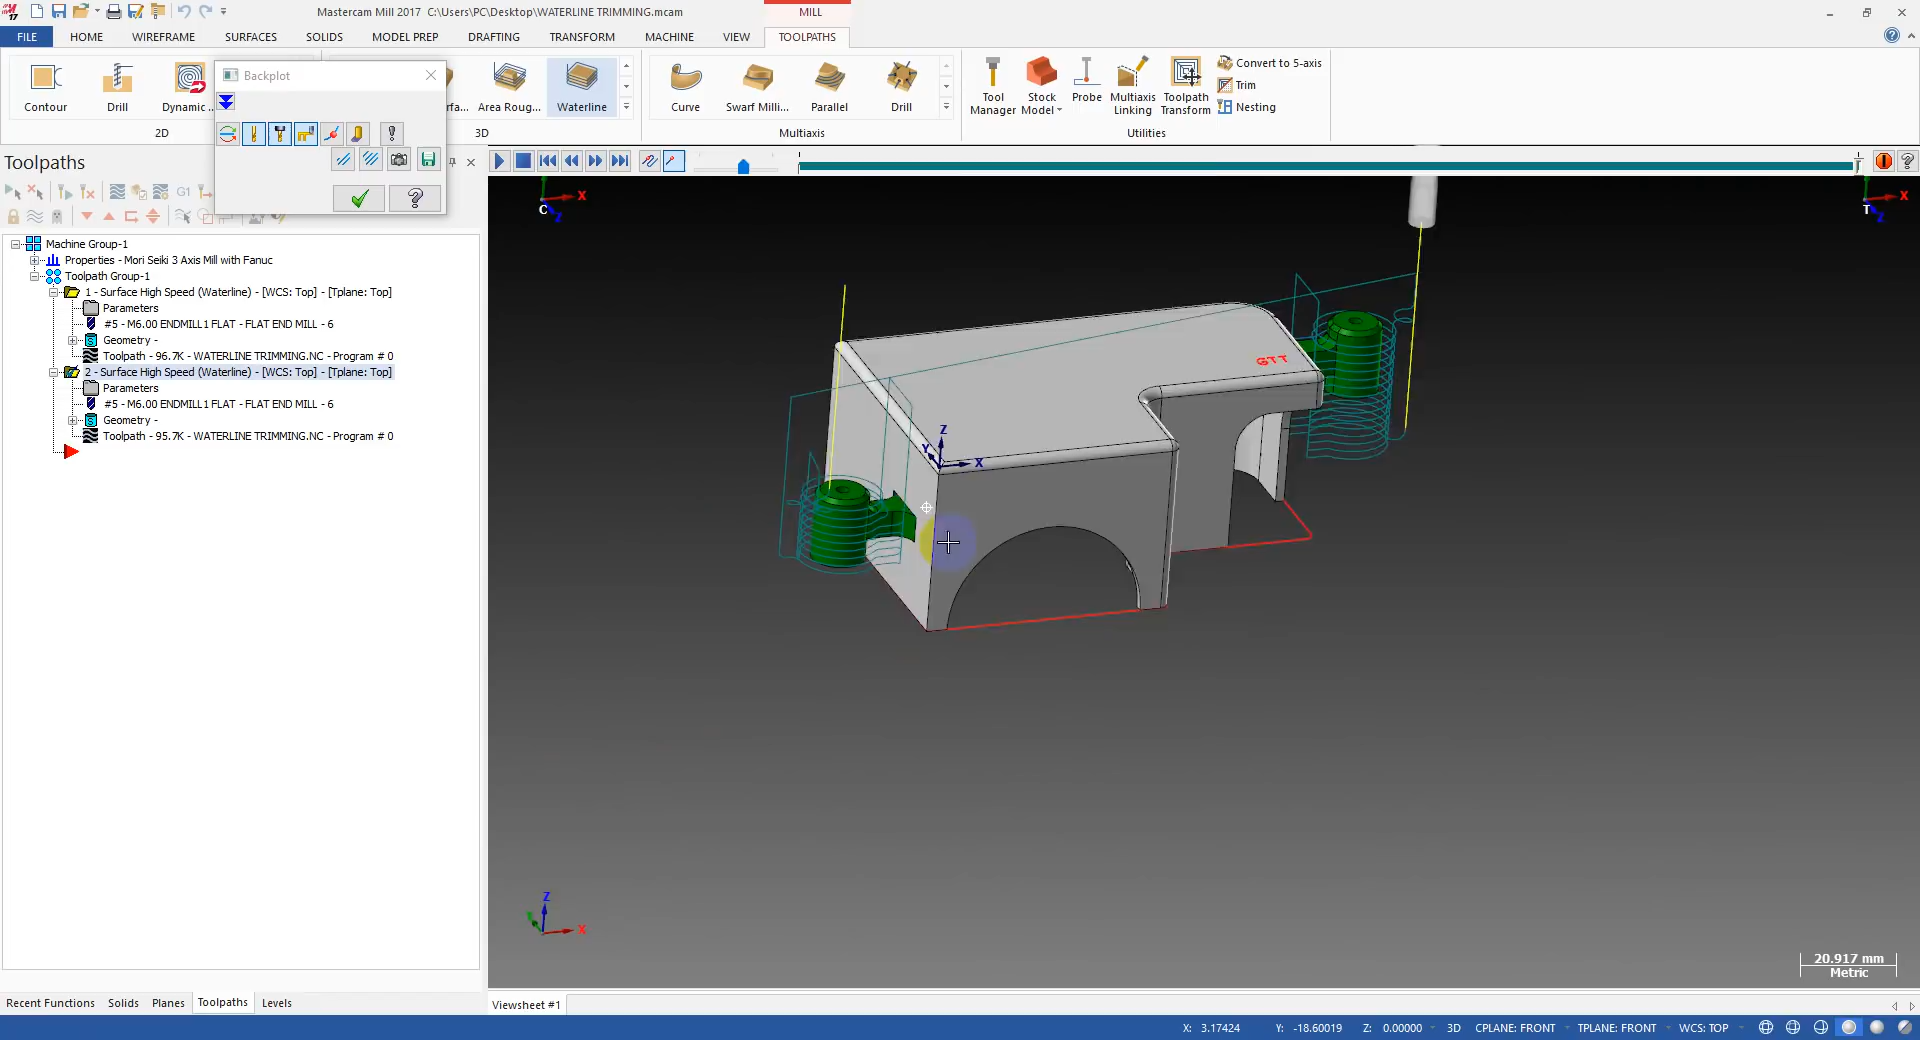 Mastercam Mill 2017 C:\Users\PC\Desktop\WATERLINE TRIMMING.mcam
MILL
FILE HOME WIREFRAME SURFACES SOLIDS MODEL PREP DRAFTING TRANSFORM MACHINE VIEW TOOLPATHS
Backplot
Contour Drill Dynamic ... Area Roug... Waterline
Curve Swarf Milli... Parallel Drill
Tool Manager
Stock Model
Probe
Multiaxis Linking
Toolpath Transform
Convert to 5-axis
Trim
Nesting
2D 3D Multiaxis Utilities
Toolpaths
G1
Machine Group-1
Properties - Mori Seiki 3 Axis Mill with Fanuc
Toolpath Group-1
1 - Surface High Speed (Waterline) - [WCS: Top] - [Tplane: Top]
Parameters
#5 - M6.00 ENDMILL1 FLAT - FLAT END MILL - 6
Geometry -
Toolpath - 96.7K - WATERLINE TRIMMING.NC - Program # 0
2 - Surface High Speed (Waterline) - [WCS: Top] - [Tplane: Top]
Parameters
#5 - M6.00 ENDMILL1 FLAT - FLAT END MILL - 6
Geometry -
Toolpath - 95.7K - WATERLINE TRIMMING.NC - Program # 0
X
C Z
X
T Z
GTT
Z
Y X
Z
X
20.917 mm
Metric
Recent Functions Solids Planes Toolpaths Levels
Viewsheet #1
X: 3.17424 Y: -18.60019 Z: 0.00000 3D CPLANE: FRONT TPLANE: FRONT WCS: TOP